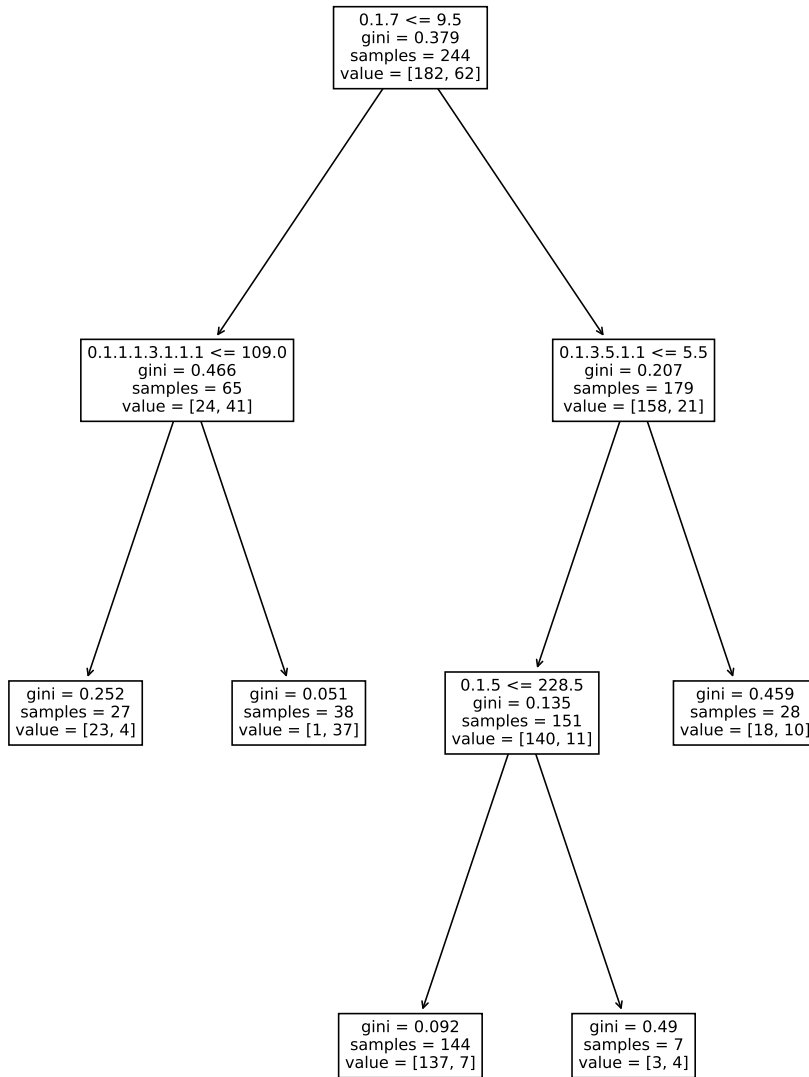 0.1.7 <= 9.5
gini = 0.379
samples = 244
value = [182, 62]
0.1.1.1.3.1.1.1 <= 109.0
gini = 0.466
samples = 65
value = [24, 41]
0.1.3.5.1.1 <= 5.5
gini = 0.207
samples = 179
value = [158, 21]
gini = 0.252
samples = 27
value = [23, 4]
gini = 0.051
samples = 38
value = [1, 37]
0.1.5 <= 228.5
gini = 0.135
samples = 151
value = [140, 11]
gini = 0.459
samples = 28
value = [18, 10]
gini = 0.092
samples = 144
value = [137, 7]
gini = 0.49
samples = 7
value = [3, 4]